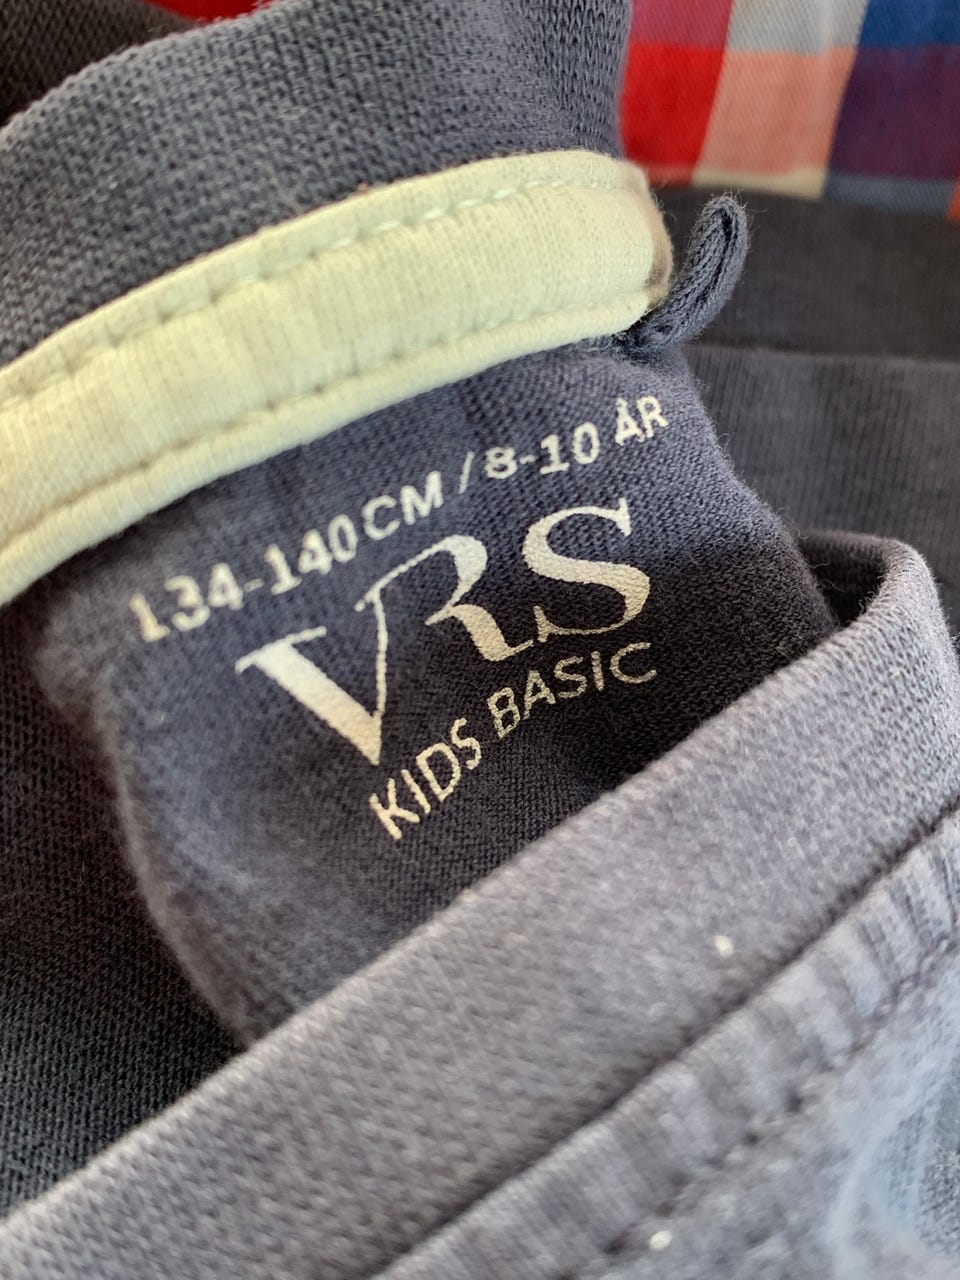 134-140 CM / 8-10 ÅR
VRS
KIDS BASIC